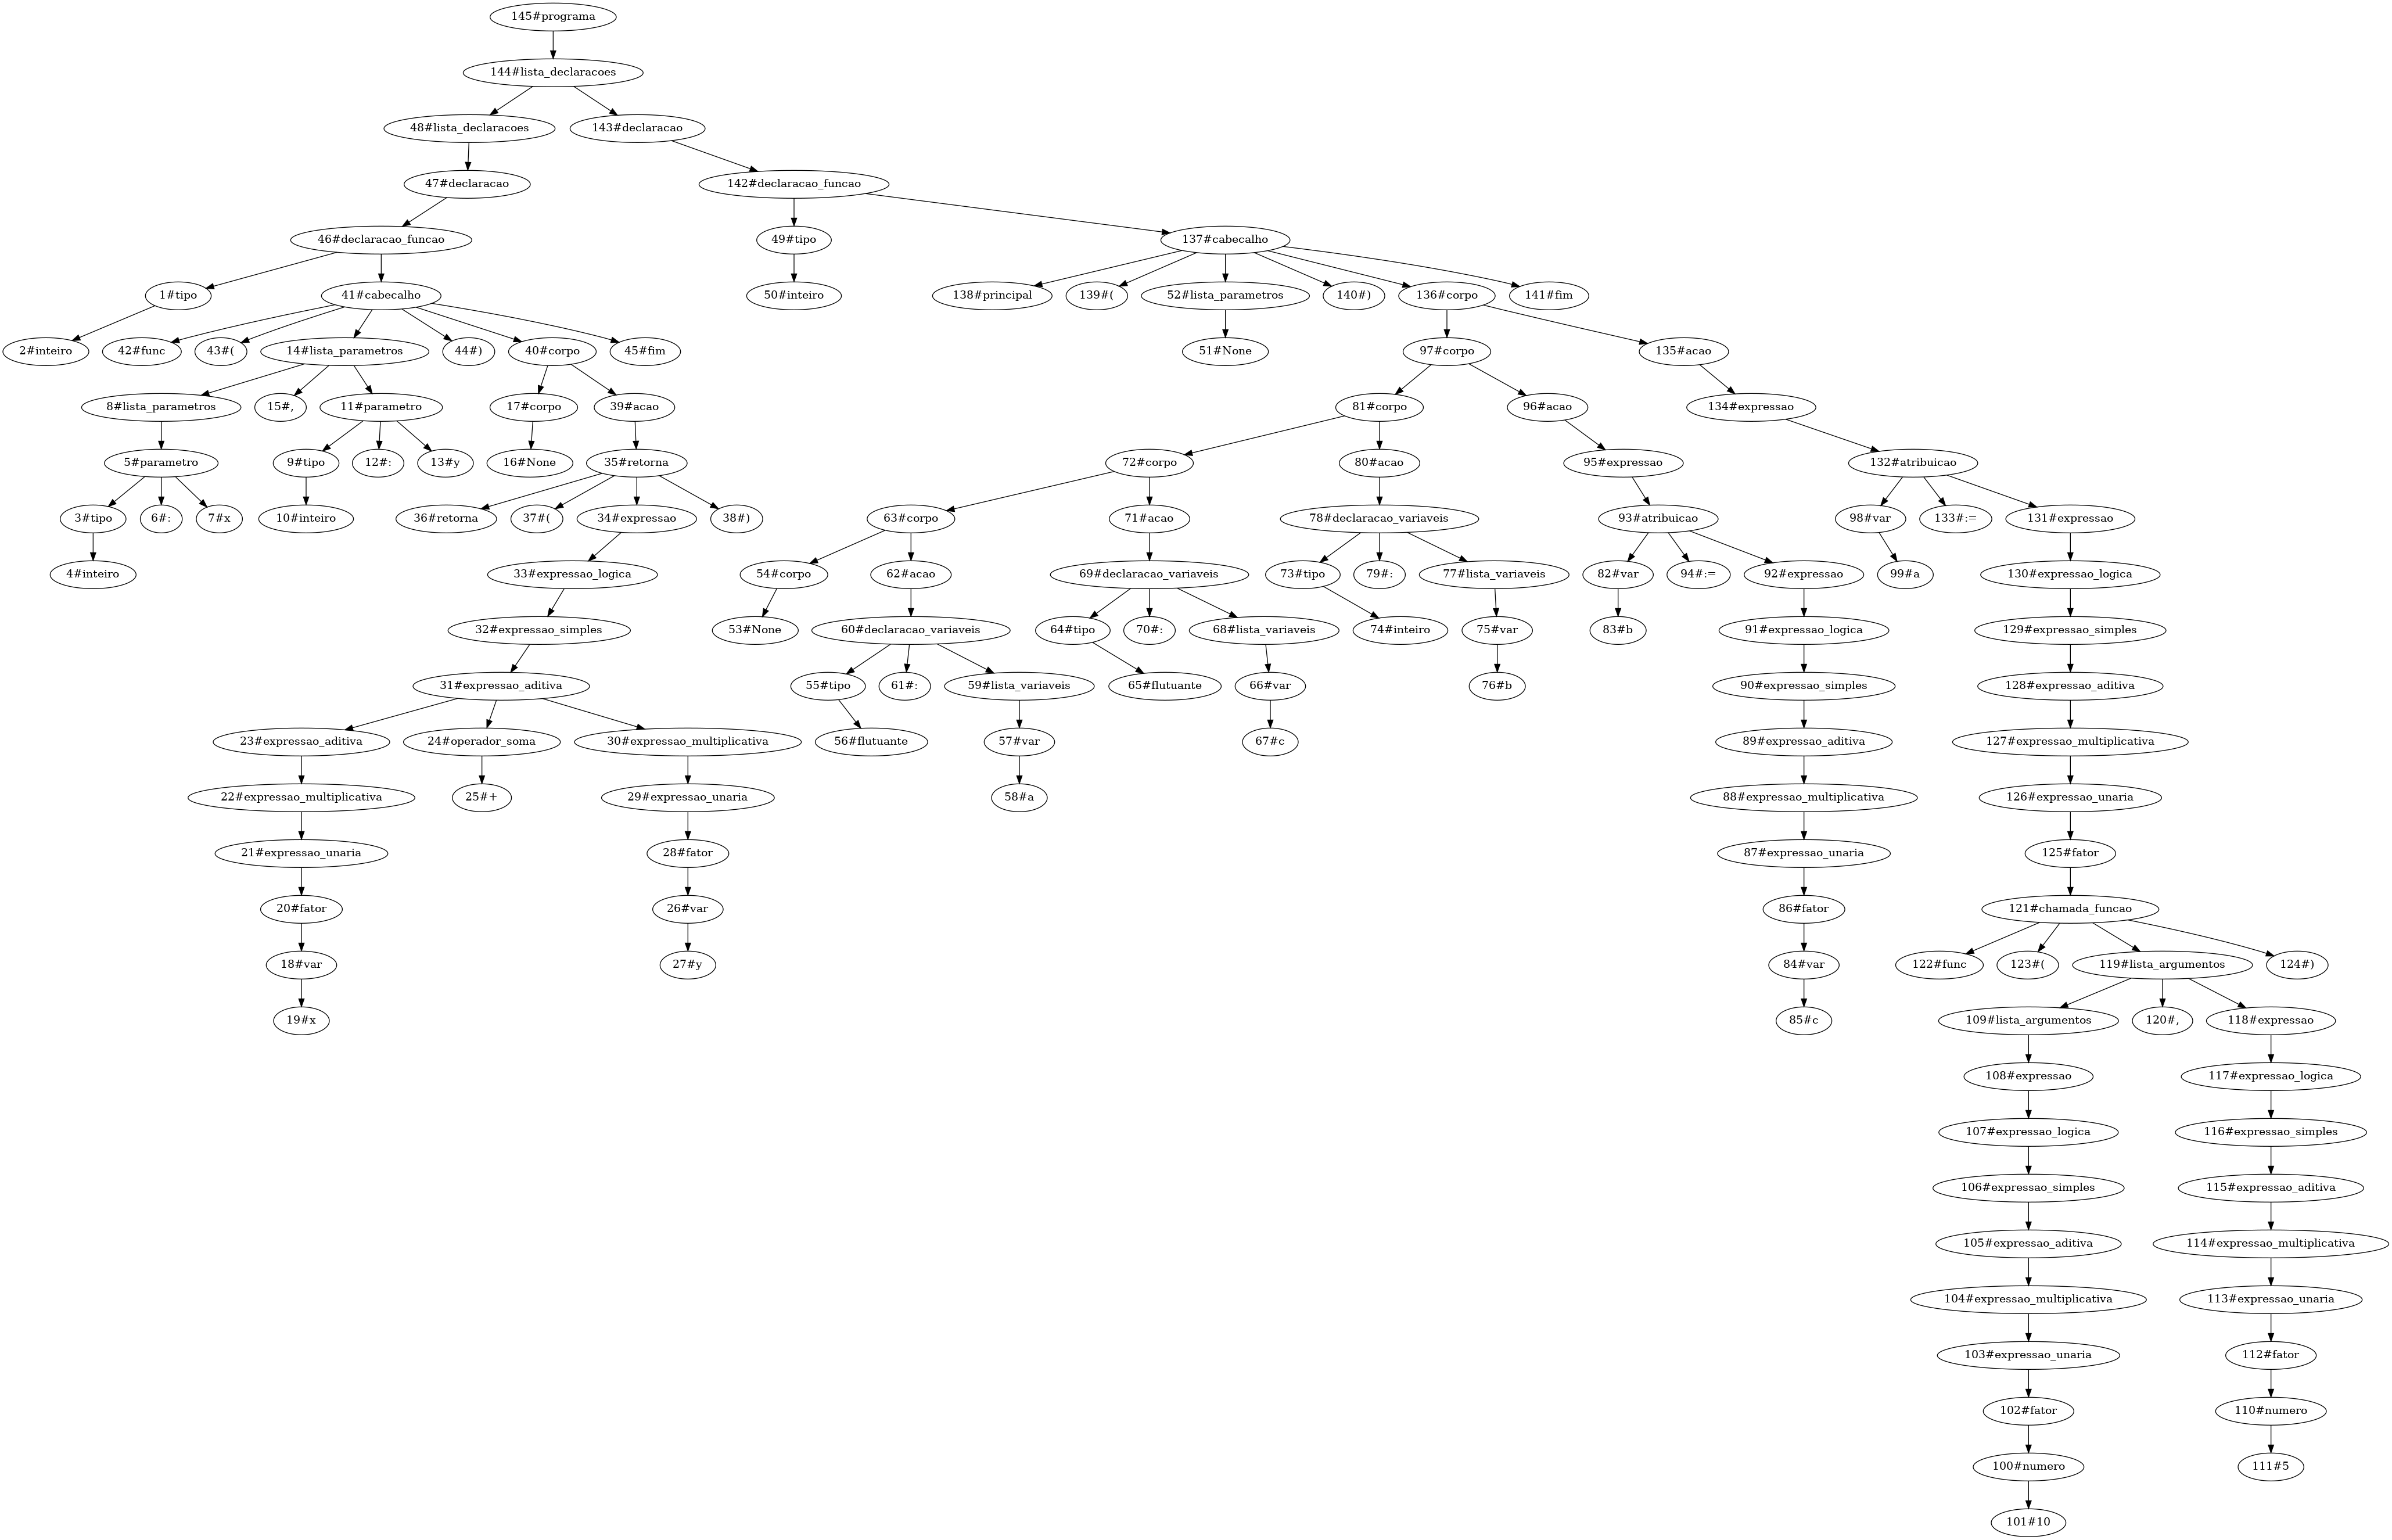 145#programa
144#lista_declaracoes
48#lista_declaracoes 143#declaracao
47#declaracao 142#declaracao_funcao
46#declaracao_funcao 49#tipo 137#cabecalho
1#tipo 41#cabecalho 50#inteiro 138#principal 139#( 52#lista_parametros 140#) 136#corpo 141#fim
2#inteiro 42#func 43#( 14#lista_parametros 44#) 40#corpo 45#fim 51#None 97#corpo 135#acao
8#lista_parametros 15#, 11#parametro 17#corpo 39#acao 81#corpo 96#acao 134#expressao
5#parametro 9#tipo 12#: 13#y 16#None 35#retorna 72#corpo 80#acao 95#expressao 132#atribuicao
3#tipo 6#: 7#x 10#inteiro 36#retorna 37#( 34#expressao 38#) 63#corpo 71#acao 78#declaracao_variaveis 93#atribuicao 98#var 133#:= 131#expressao
4#inteiro 33#expressao_logica 54#corpo 62#acao 69#declaracao_variaveis 73#tipo 79#: 77#lista_variaveis 82#var 94#:= 92#expressao 99#a 130#expressao_logica
32#expressao_simples 53#None 60#declaracao_variaveis 64#tipo 70#: 68#lista_variaveis 74#inteiro 75#var 83#b 91#expressao_logica 129#expressao_simples
31#expressao_aditiva 55#tipo 61#: 59#lista_variaveis 65#flutuante 66#var 76#b 90#expressao_simples 128#expressao_aditiva
23#expressao_aditiva 24#operador_soma 30#expressao_multiplicativa 56#flutuante 57#var 67#c 89#expressao_aditiva 127#expressao_multiplicativa
22#expressao_multiplicativa 25#+ 29#expressao_unaria 58#a 88#expressao_multiplicativa 126#expressao_unaria
21#expressao_unaria 28#fator 87#expressao_unaria 125#fator
20#fator 26#var 86#fator 121#chamada_funcao
18#var 27#y 84#var 122#func 123#( 119#lista_argumentos 124#)
19#x 85#c 109#lista_argumentos 120#, 118#expressao
108#expressao 117#expressao_logica
107#expressao_logica 116#expressao_simples
106#expressao_simples 115#expressao_aditiva
105#expressao_aditiva 114#expressao_multiplicativa
104#expressao_multiplicativa 113#expressao_unaria
103#expressao_unaria 112#fator
102#fator 110#numero
100#numero 111#5
101#10